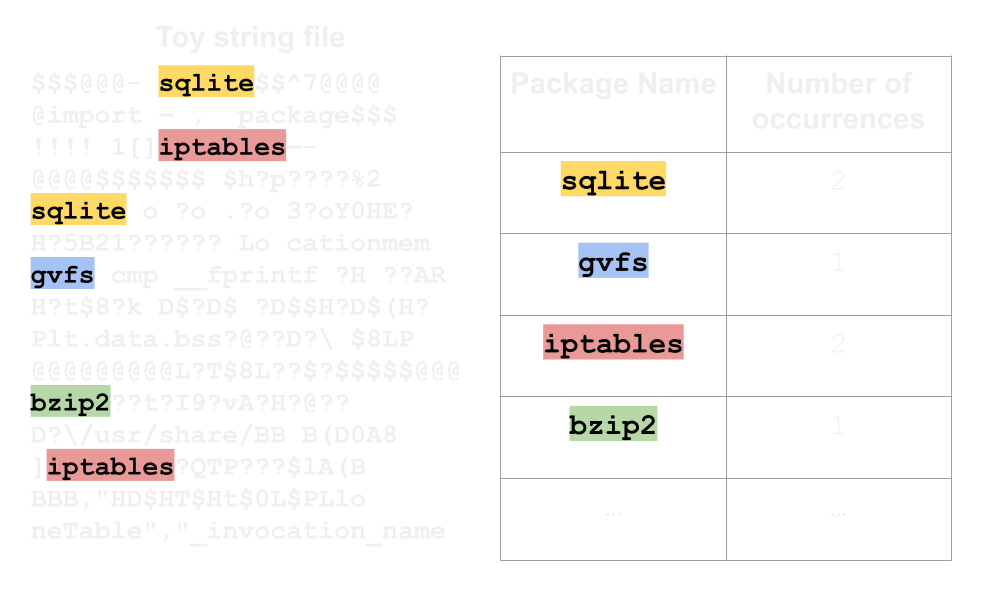 Toy string file
$$$@@@- sqlite$$^7@@@@
@import – ,  package$$$
!!!! 1[]iptables––
@@@@$$$$$$$ $h?p????%2
sqlite o ?o .?o 3?oY0HE?
H?5B21?????? Lo cationmem
gvfs cmp __fprintf ?H ??AR
H?t$8?k D$?D$ ?D$$H?D$(H?
Plt.data.bss?@??D?\ $8LP
@@@@@@@@@L?T$8L??$?$$$$$@@@
bzip2??t?I9?vA?H?@??
D?\/usr/share/BB B(D0A8
]iptables?QTP???$lA(B
BBB,"HD$HT$Ht$0L$PLlo
neTable","_invocation_name
Package Name Number of
occurrences
sqlite 2
gvfs 1
iptables 2
bzip2 1
… …